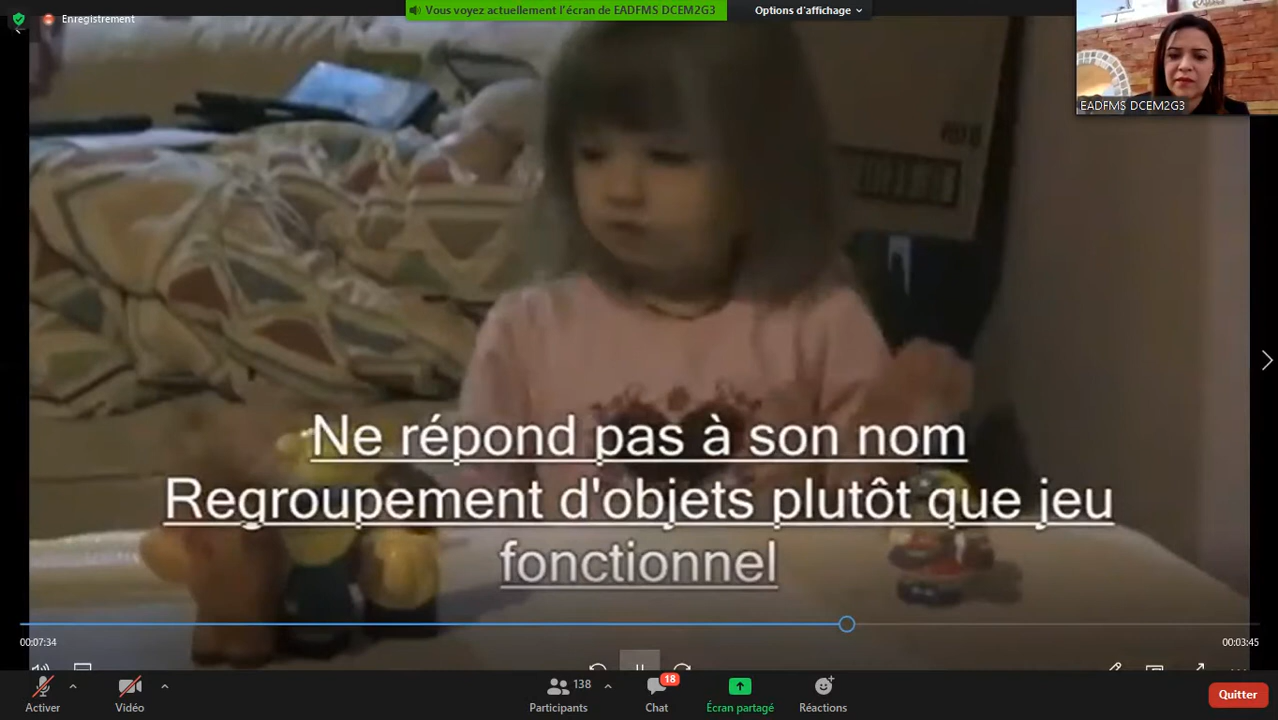 Enregistrement
Vous voyez actuellement l'écran de EADFMS DCEM2G3
Options d'affichage
EADFMS DCEM2G3
Ne répond pas à son nom
Regroupement d'objets plutôt que jeu
fonctionnel
00:07:34
00:03:45
Activer
Vidéo
138
Participants
18
Chat
Écran partagé
Réactions
Quitter